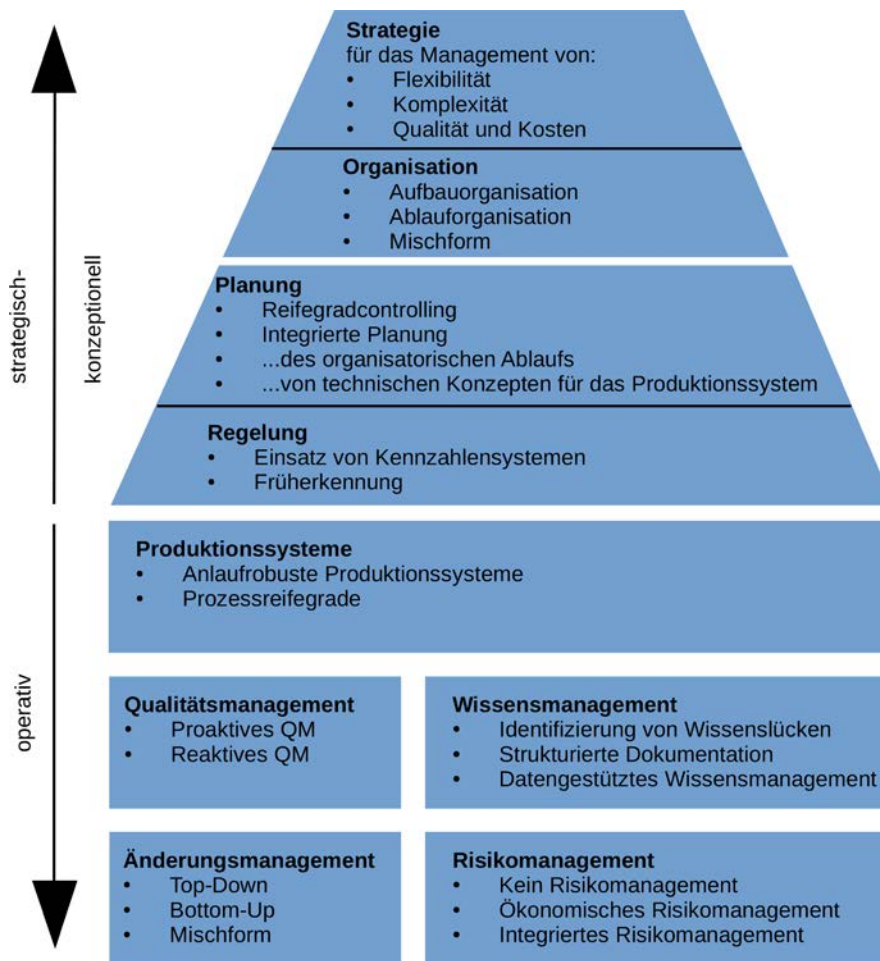 Strategie
für das Management von:
• Flexibilität
• Komplexität
• Qualität und Kosten
Organisation
• Aufbauorganisation
• Ablauforganisation
• Mischform
strategisch-
konzeptionell
Planung
• Reifegradcontrolling
• Integrierte Planung
• ...des organisatorischen Ablaufs
• ...von technischen Konzepten für das Produktionssystem
Regelung
• Einsatz von Kennzahlensystemen
• Früherkennung
operativ
Produktionssysteme
• Anlaufrobuste Produktionssysteme
• Prozessreifegrade
Qualitätsmanagement
• Proaktives QM
• Reaktives QM
Wissensmanagement
• Identifizierung von Wissenslücken
• Strukturierte Dokumentation
• Datengestütztes Wissensmanagement
Änderungsmanagement
• Top-Down
• Bottom-Up
• Mischform
Risikomanagement
• Kein Risikomanagement
• Ökonomisches Risikomanagement
• Integriertes Risikomanagement